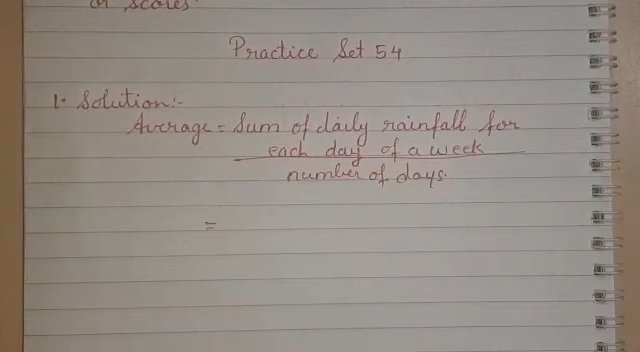 or scores.
Practice Set 54
1. Solution:-
Average = Sum of daily rainfall for
each day of a week
number of days.
=